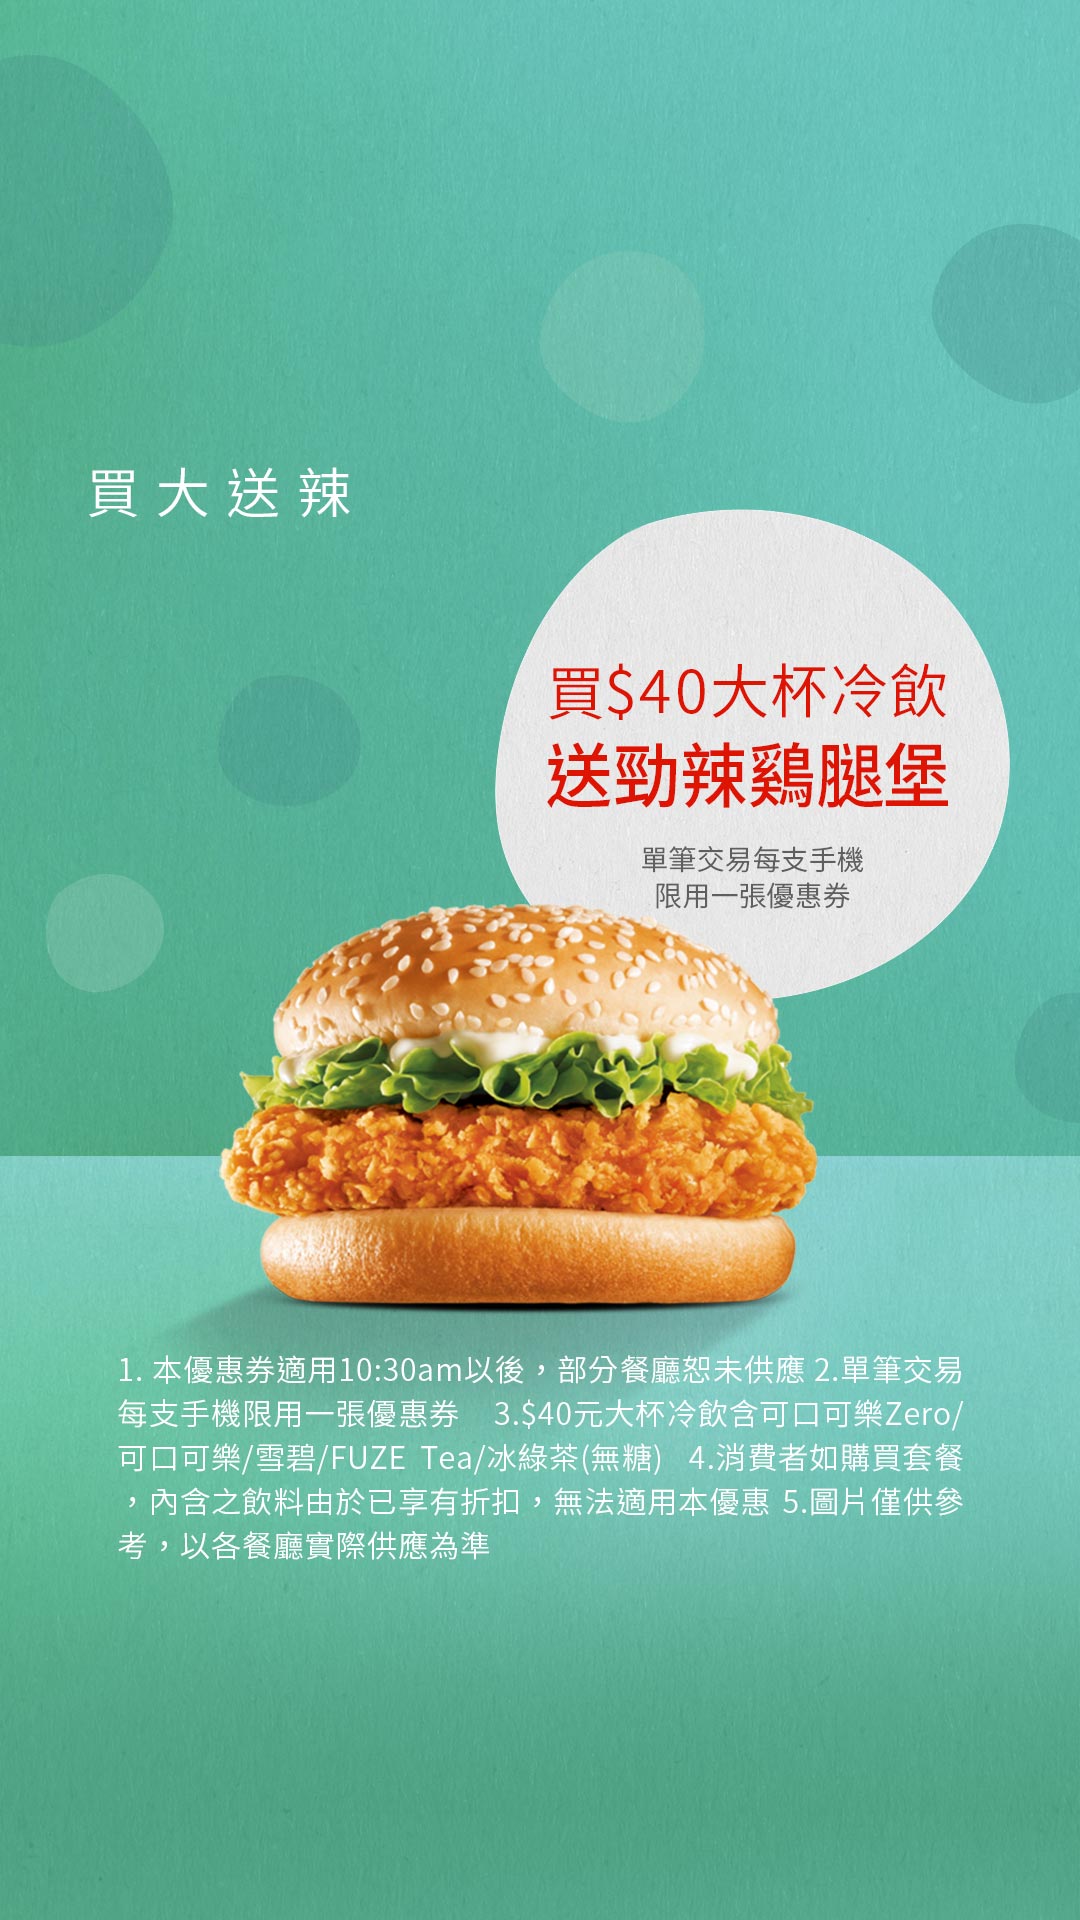 買大送辣
買$40大杯冷飲
送勁辣鷄腿堡
單筆交易每支手機
限用一張優惠券
1. 本優惠券適用10:30am以後，部分餐廳恕未供應 2.單筆交易
每支手機限用一張優惠券 3.$40元大杯冷飲含可口可樂Zero/
可口可樂/雪碧/FUZE Tea/冰綠茶(無糖) 4.消費者如購買套餐
，內含之飲料由於已享有折扣，無法適用本優惠 5.圖片僅供參
考，以各餐廳實際供應為準